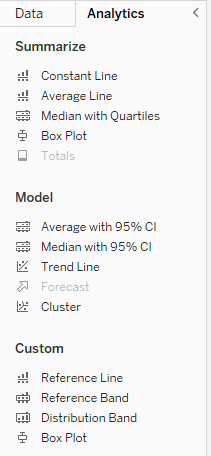 Data
Analytics
Summarize
Constant Line
Average Line
Median with Quartiles
Box Plot
Totals
Model
Average with 95% CI
Median with 95% CI
Trend Line
Forecast
Cluster
Custom
Reference Line
Reference Band
Distribution Band
Box Plot